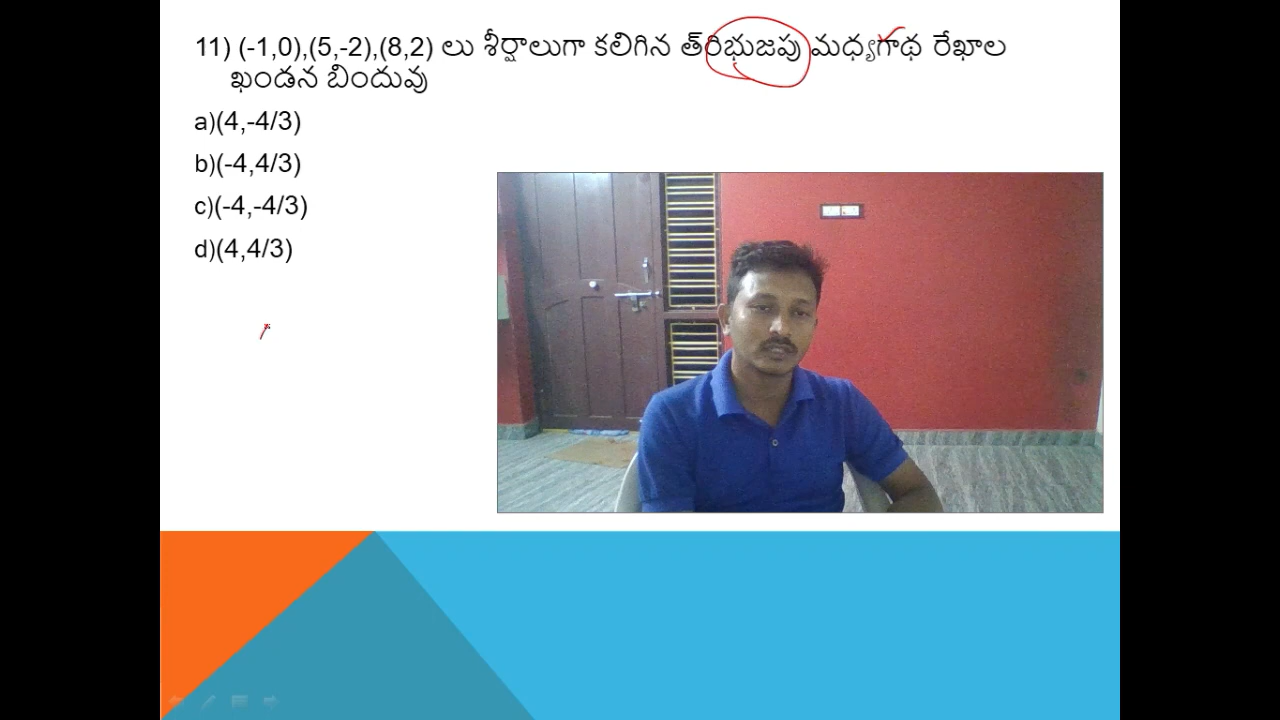 11) (-1,0),(5,-2),(8,2) లు శీర్షాలుగా కలిగిన త్‌రిభుజపు మధ్యగాథ రేఖాల
ఖండన బిందువు
a)(4,-4/3)
b)(-4,4/3)
c)(-4,-4/3)
d)(4,4/3)